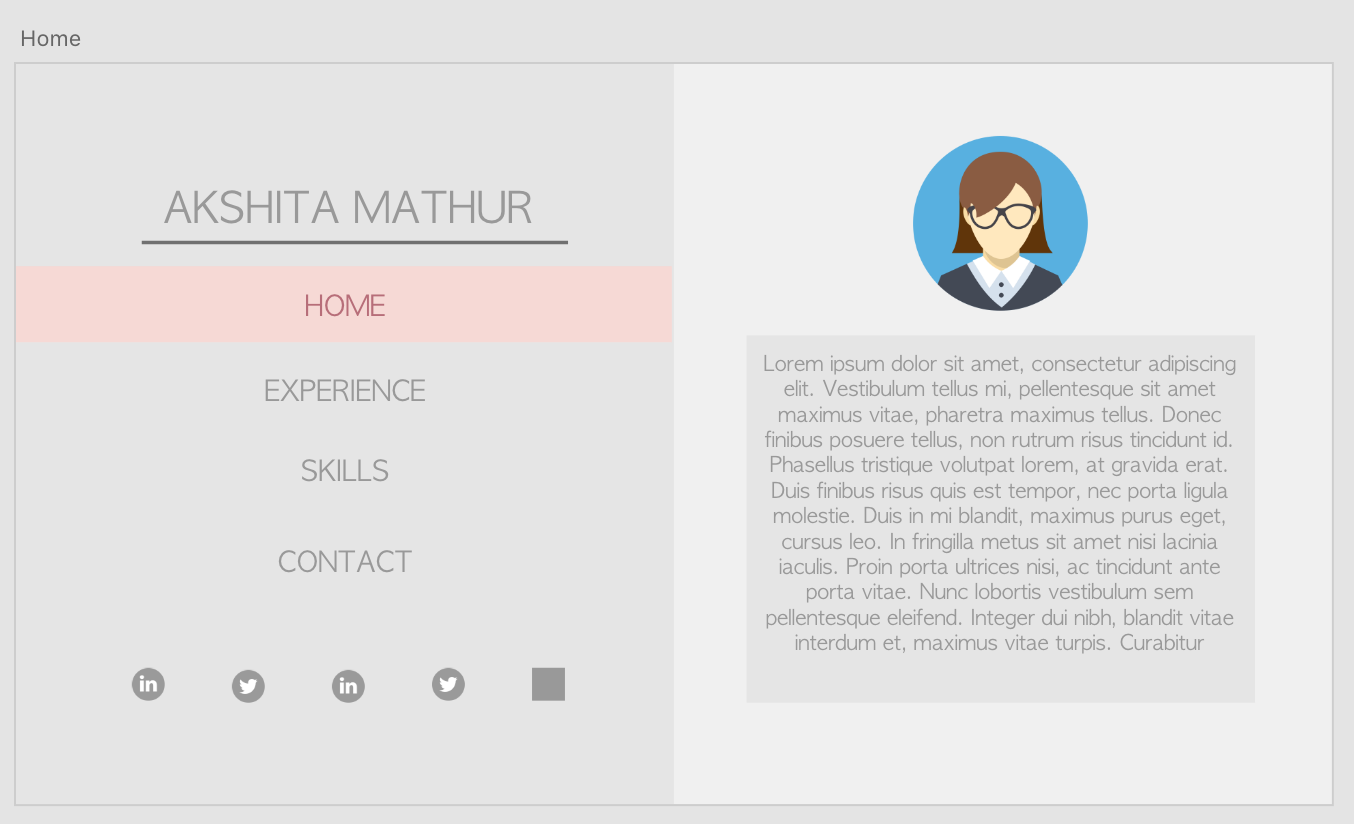 Home
AKSHITA MATHUR
HOME
EXPERIENCE
SKILLS
CONTACT
in
in
Lorem ipsum dolor sit amet, consectetur adipiscing
elit. Vestibulum tellus mi, pellentesque sit amet
maximus vitae, pharetra maximus tellus. Donec
finibus posuere tellus, non rutrum risus tincidunt id.
Phasellus tristique volutpat lorem, at gravida erat.
Duis finibus risus quis est tempor, nec porta ligula
molestie. Duis in mi blandit, maximus purus eget,
cursus leo. In fringilla metus sit amet nisi lacinia
iaculis. Proin porta ultrices nisi, ac tincidunt ante
porta vitae. Nunc lobortis vestibulum sem
pellentesque eleifend. Integer dui nibh, blandit vitae
interdum et, maximus vitae turpis. Curabitur